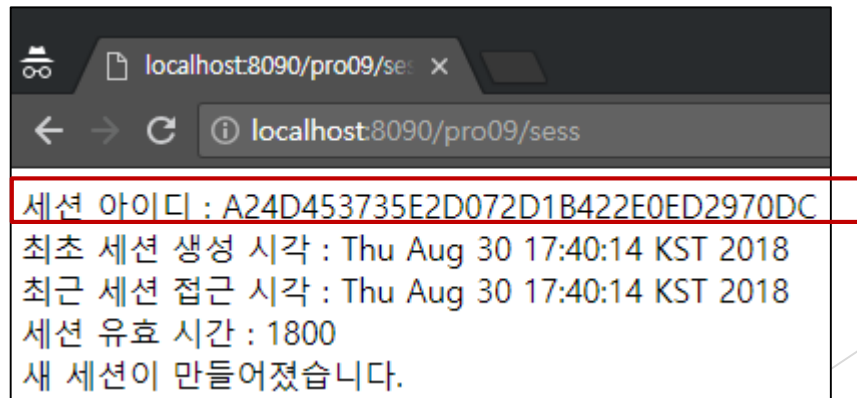 localhost:8090/pro09/ses
localhost:8090/pro09/sess
세션 아이디 : A24D453735E2D072D1B422E0ED2970DC
최초 세션 생성 시각 : Thu Aug 30 17:40:14 KST 2018
최근 세션 접근 시각 : Thu Aug 30 17:40:14 KST 2018
세션 유효 시간 : 1800
새 세션이 만들어졌습니다.